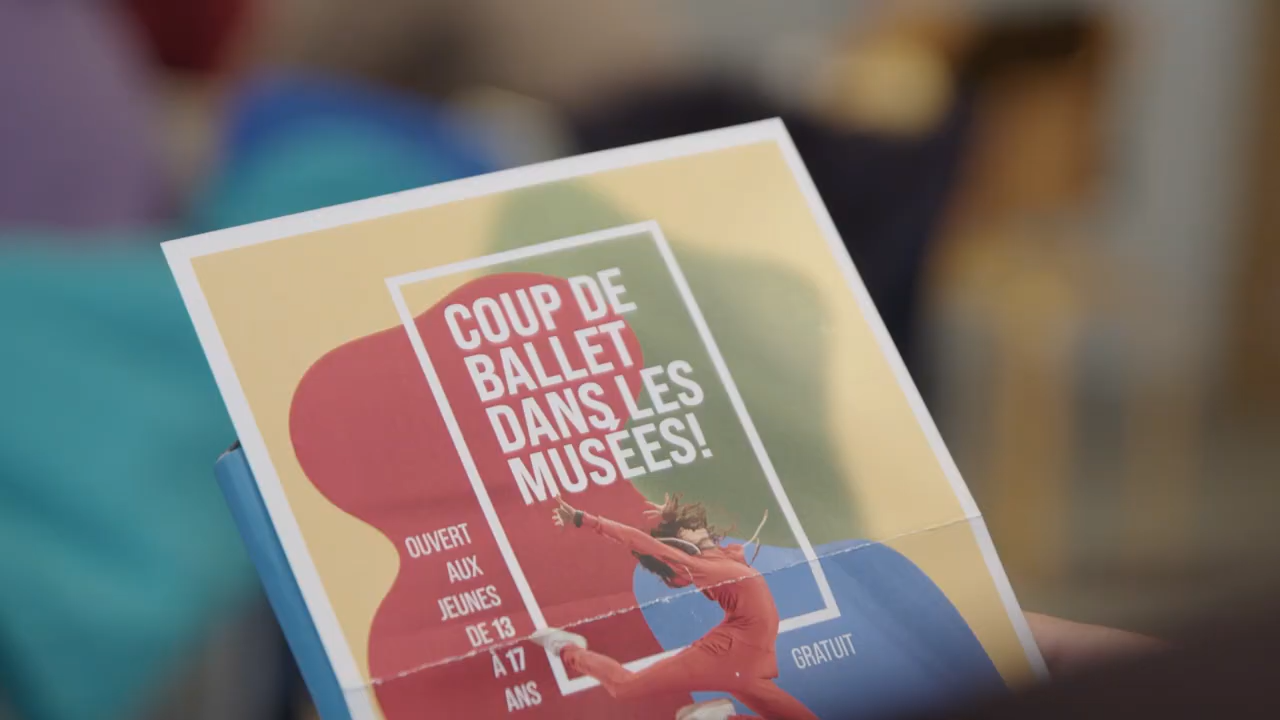 COUP DE
BALLET
DANS LES
MUSÉES!
OUVERT
AUX
JEUNES
DE 13
À 17
ANS
GRATUIT